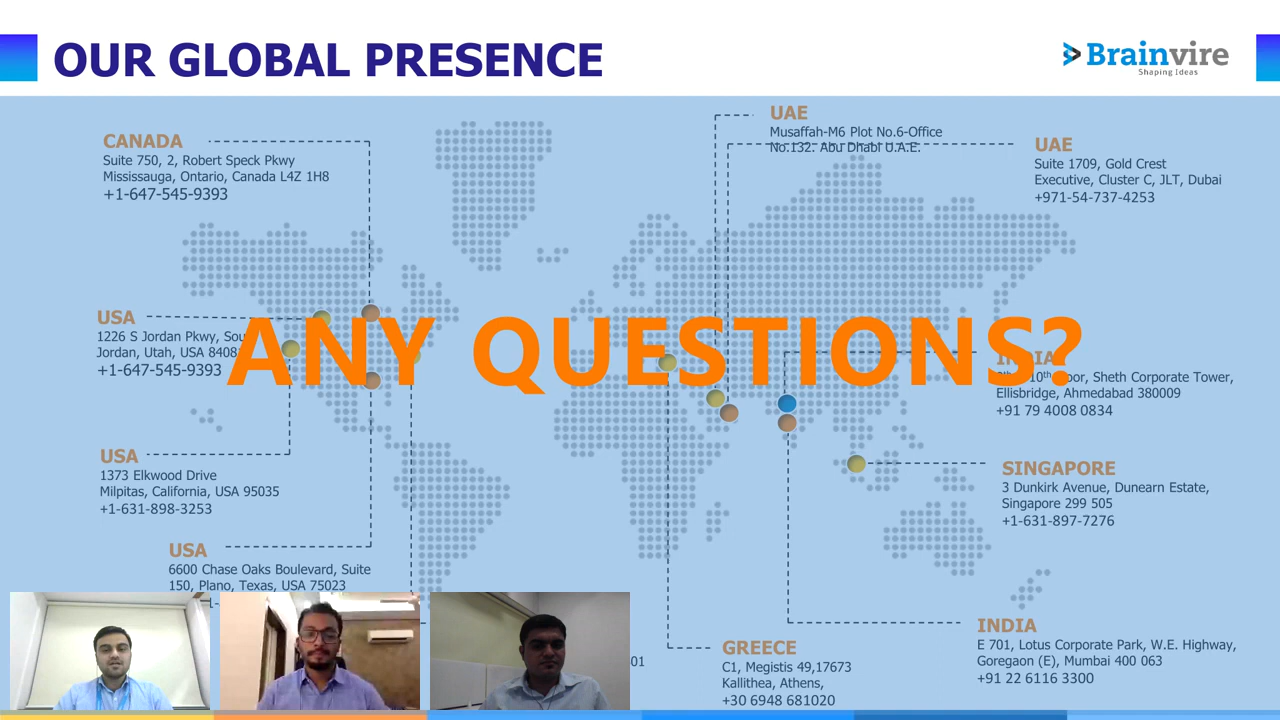 OUR GLOBAL PRESENCE
Brainvire
Shaping Ideas
CANADA
Suite 750, 2, Robert Speck Pkwy
Mississauga, Ontario, Canada L4Z 1H8
+1-647-545-9393
UAE
Musaffah-M6 Plot No.6-Office
No.132. Abu Dhabi U.A.E.
UAE
Suite 1709, Gold Crest
Executive, Cluster C, JLT, Dubai
+971-54-737-4253
USA
1226 S Jordan Pkwy,
Jordan, Utah, USA
+1-647-545-9393
ANY QUESTIONS?
INDIA
10th Sheth Corporate Tower,
Ellisbridge, Ahmedabad 380009
+91 79 4008 0834
USA
1373 Elkwood Drive
Milpitas, California, USA 95035
+1-631-898-3253
SINGAPORE
3 Dunkirk Avenue, Dunearn Estate,
Singapore 299 505
+1-631-897-7276
USA
6600 Chase Oaks Boulevard, Suite
150, Plano, Texas, USA 75023
GREECE
C1, Megistis 49,17673
Kallithea, Athens,
+30 6948 681020
INDIA
E 701, Lotus Corporate Park, W.E. Highway,
Goregaon (E), Mumbai 400 063
+91 22 6116 3300